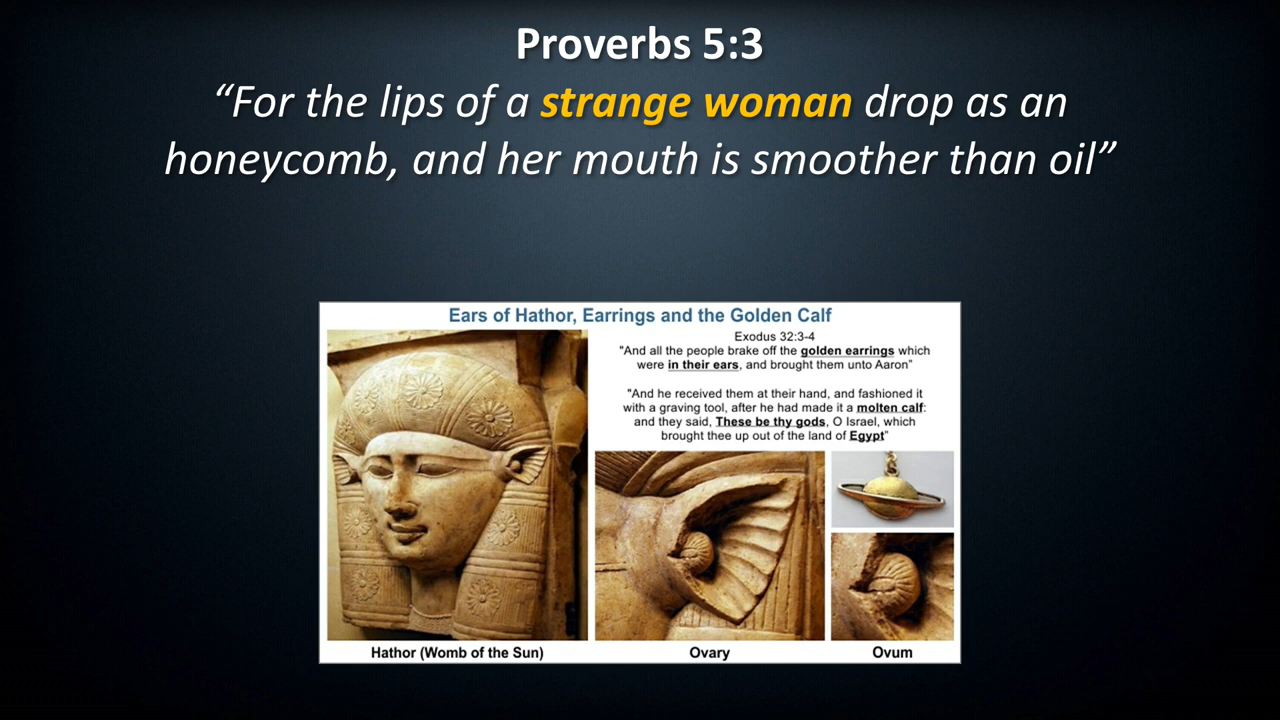 Proverbs 5:3
“For the lips of a strange woman drop as an
honeycomb, and her mouth is smoother than oil”
Ears of Hathor, Earrings and the Golden Calf
Exodus 32:3-4
"And all the people brake off the golden earrings which
were in their ears, and brought them unto Aaron"
"And he received them at their hand, and fashioned it
with a graving tool, after he had made it a molten calf:
and they said, These be thy gods, O Israel, which
brought thee up out of the land of Egypt"
Hathor (Womb of the Sun)
Ovary
Ovum